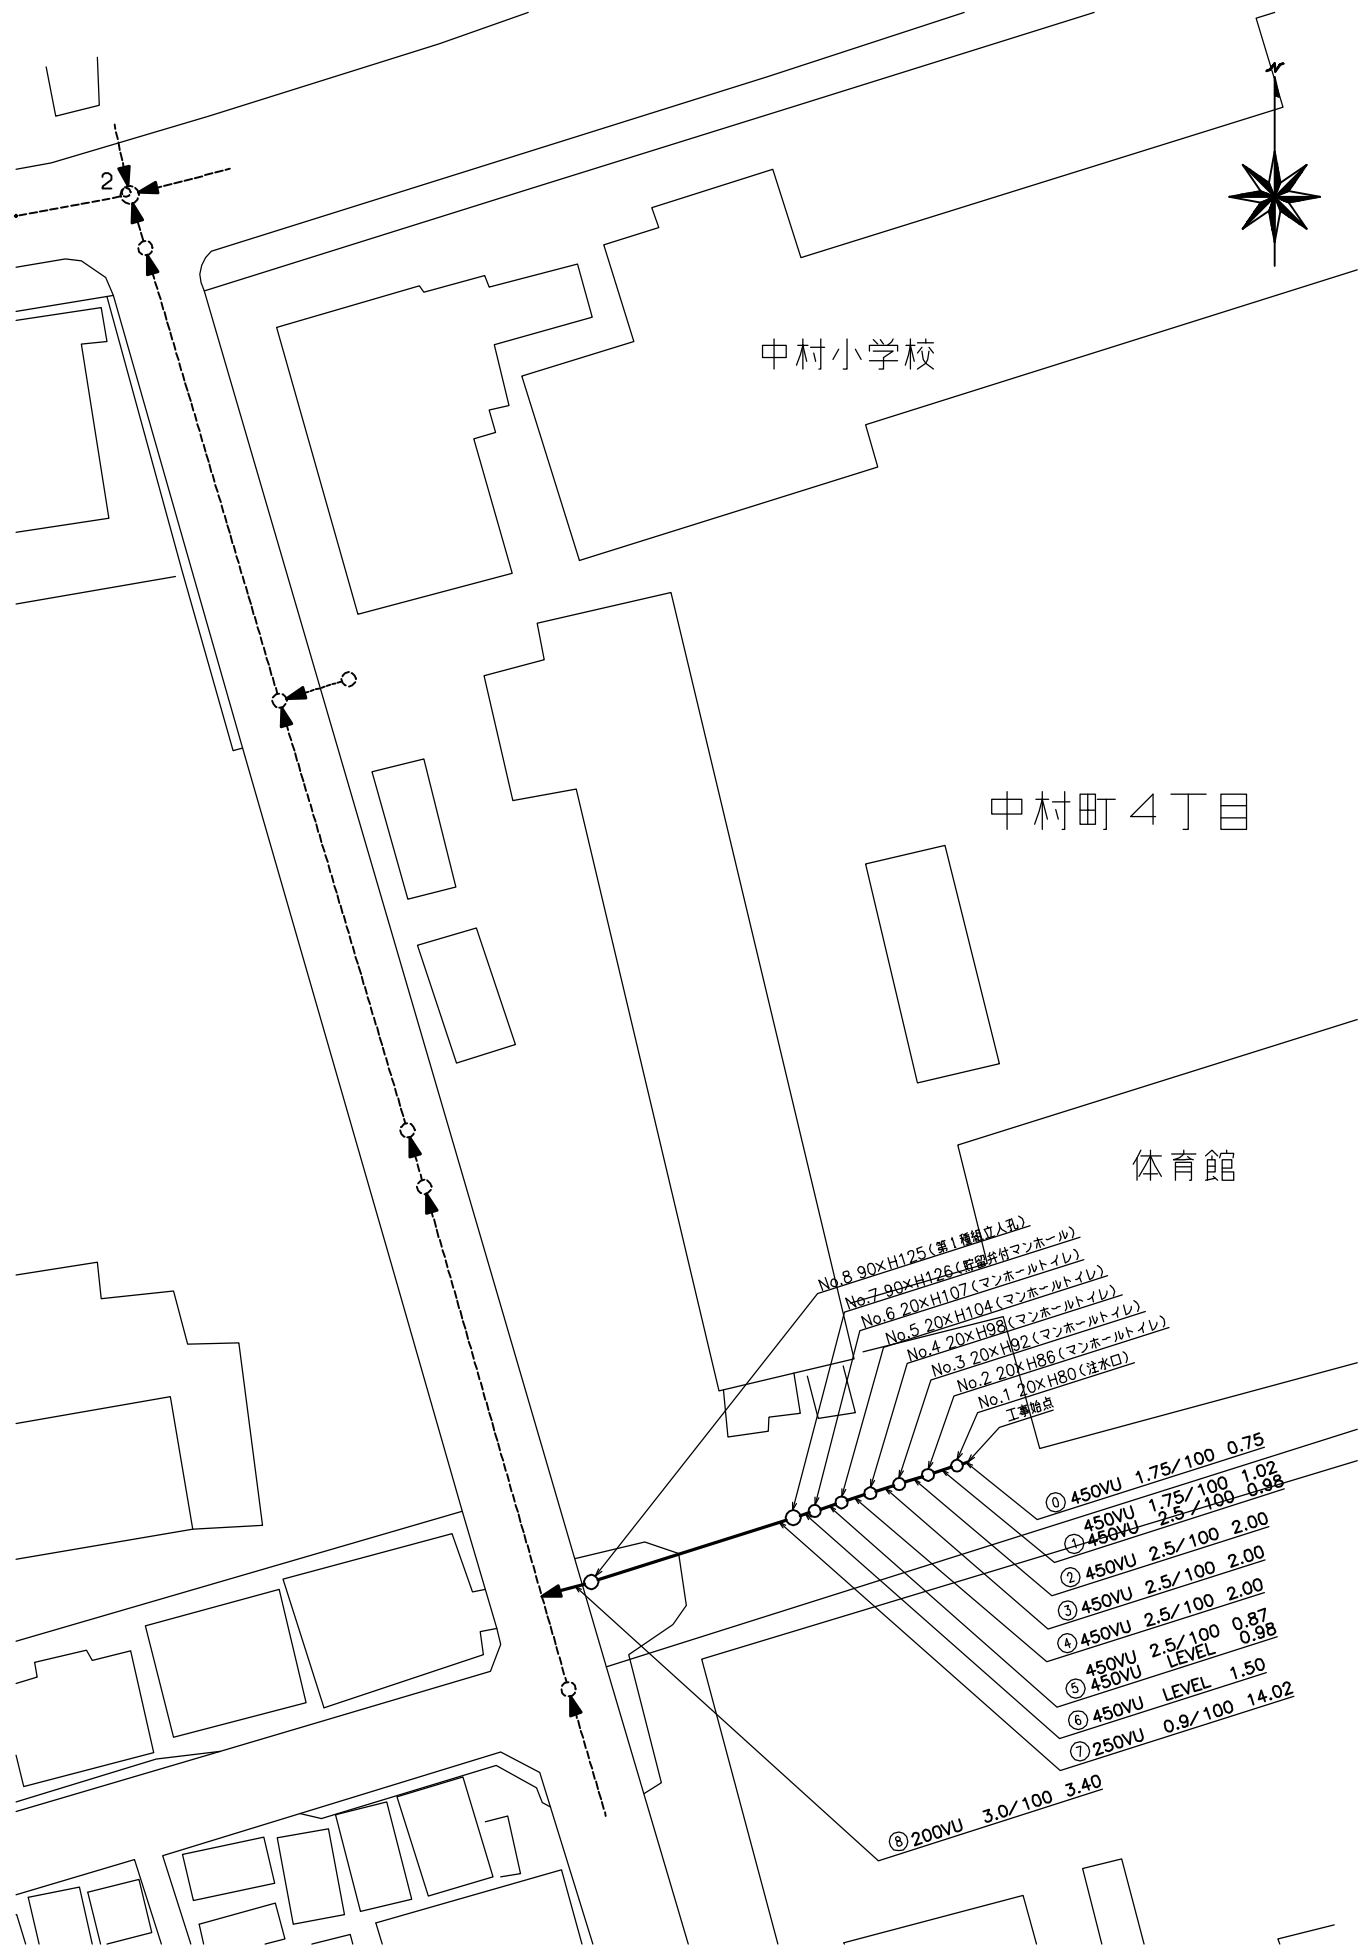 N
2
中村小学校
中村町4丁目
体育館
No.8 90×H125(第1種組立人孔)
No.7 90×H126(貯留弁付マンホール)
No.6 20×H107(マンホールトイレ)
No.5 20×H104(マンホールトイレ)
No.4 20×H98(マンホールトイレ)
No.3 20×H92(マンホールトイレ)
No.2 20×H86(マンホールトイレ)
No.1 20×H80(注水口)
工事始点
⓪ 450VU 1.75/100 0.75
450VU 1.75/100 1.02
① 450VU 2.5/100 0.98
② 450VU 2.5/100 2.00
③ 450VU 2.5/100 2.00
④ 450VU 2.5/100 2.00
450VU 2.5/100 0.87
⑤ 450VU LEVEL 0.98
⑥ 450VU LEVEL 1.50
⑦ 250VU 0.9/100 14.02
⑧ 200VU 3.0/100 3.40